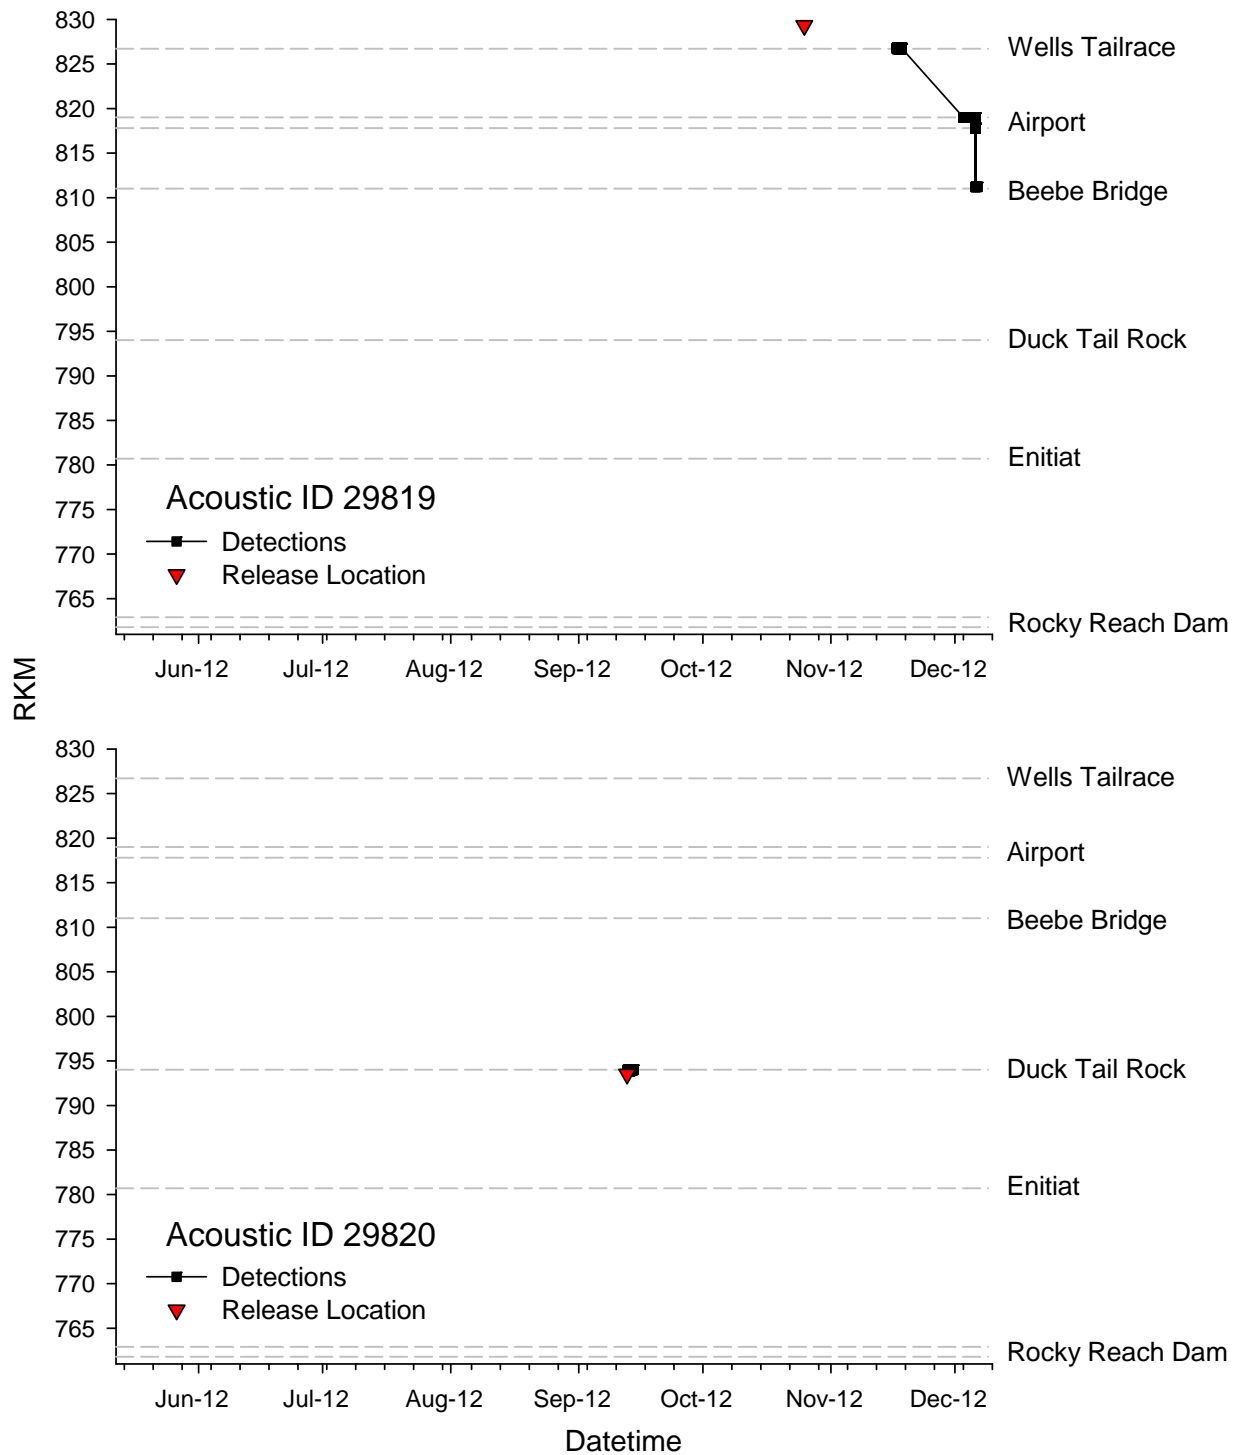 830
Wells Tailrace
825
820
Airport
815
810
Beebe Bridge
805
800
795
Duck Tail Rock
790
785
780
Enitiat
775
Acoustic ID 29819
770
Detections
765
Release Location
Rocky Reach Dam
Jun-12 Jul-12 Aug-12 Sep-12 Oct-12 Nov-12 Dec-12
RKM
830
Wells Tailrace
825
820
Airport
815
810
Beebe Bridge
805
800
795
Duck Tail Rock
790
785
780
Enitiat
775
Acoustic ID 29820
770
Detections
765
Release Location
Rocky Reach Dam
Jun-12 Jul-12 Aug-12 Sep-12 Oct-12 Nov-12 Dec-12
Datetime